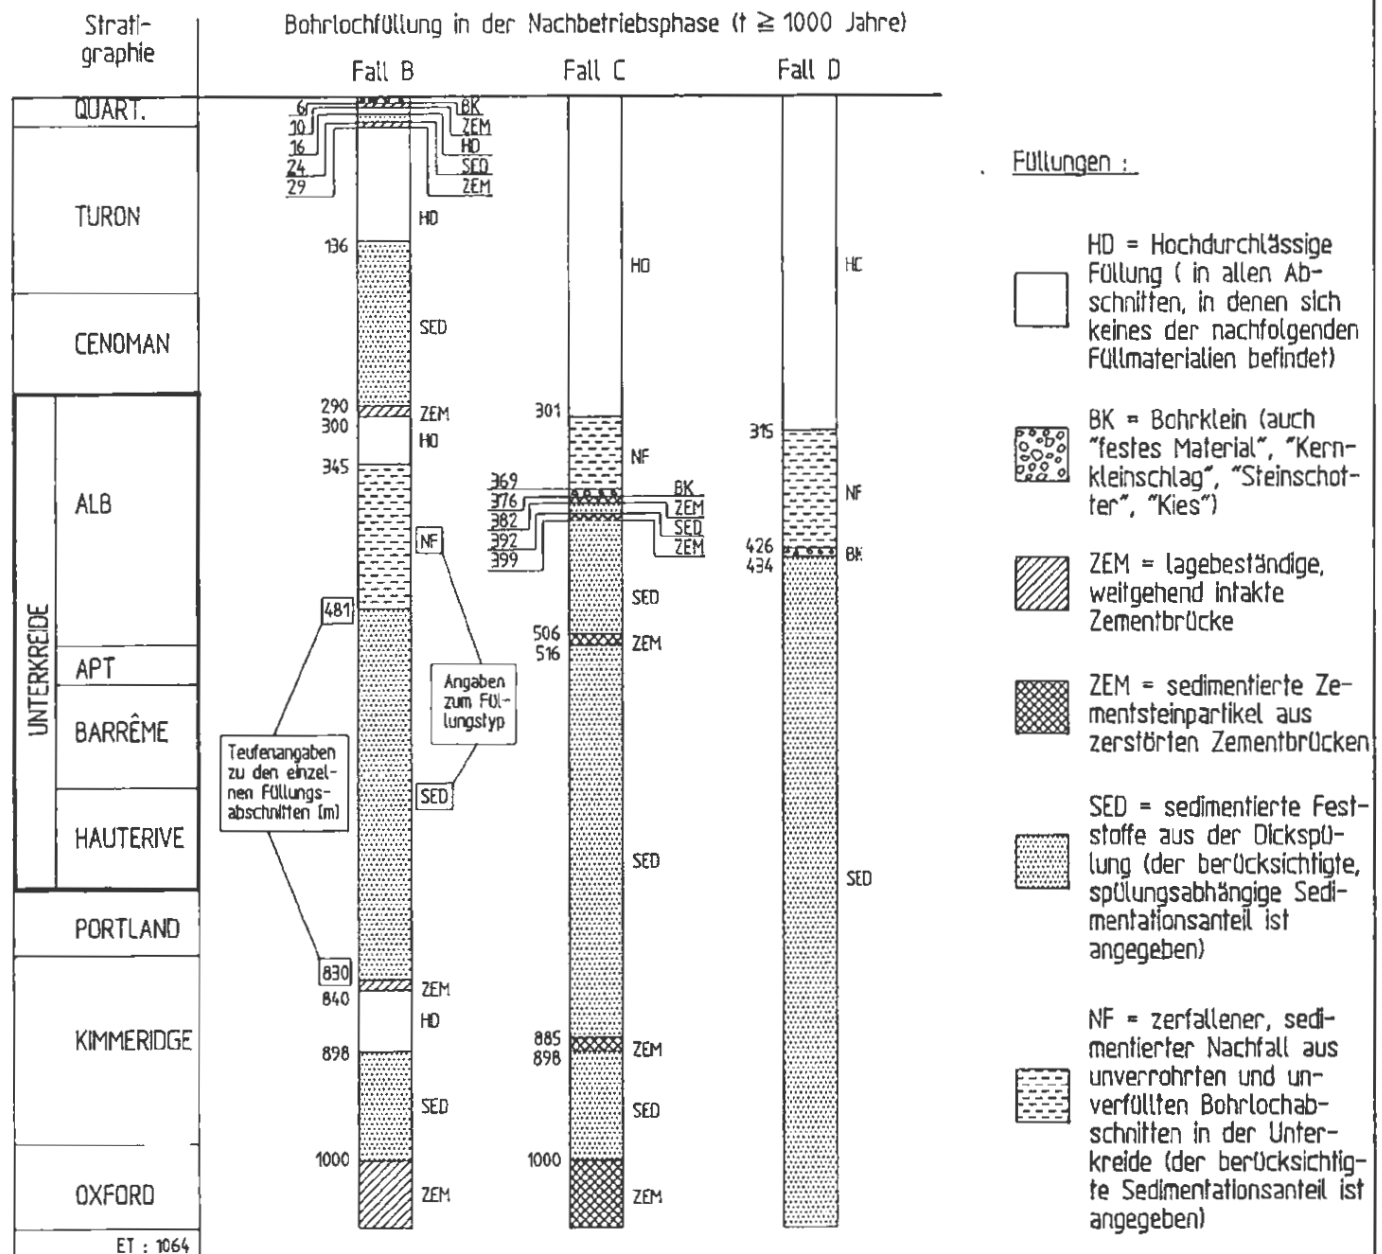 Strati-
graphie
Bohrlochfüllung in der Nachbetriebsphase (t ≧ 1000 Jahre)
Fall B
Fall C
Fall D
QUART.
TURON
CENOMAN
UNTERKREIDE
ALB
APT
BARRÊME
HAUTERIVE
PORTLAND
KIMMERIDGE
OXFORD
ET : 1064
6
10
16
24
29
BK
ZEM
HD
SED
ZEM
HD
136
SED
290
ZEM
300
HD
345
NF
481
SED
830
ZEM
840
HD
898
SED
1000
ZEM
Teufenangaben
zu den einzel-
nen Füllungs-
abschnitten [m]
Angaben
zum Fül-
lungstyp
HD
301
NF
369
376
382
392
399
BK
ZEM
SED
ZEM
SED
506
ZEM
516
SED
885
ZEM
898
SED
1000
ZEM
HD
315
NF
426
BK
434
SED
Füllungen :
HD = Hochdurchlässige
Füllung ( in allen Ab-
schnitten, in denen sich
keines der nachfolgenden
Füllmaterialien befindet)
BK = Bohrklein (auch
"festes Material", "Kern-
kleinschlag", "Steinschot-
ter", "Kies")
ZEM = lagebeständige,
weitgehend intakte
Zementbrücke
ZEM = sedimentierte Ze-
mentsteinpartikel aus
zerstörten Zementbrücken
SED = sedimentierte Fest-
stoffe aus der Dickspü-
lung (der berücksichtigte,
spülungsabhängige Sedi-
mentationsanteil ist
angegeben)
NF = zerfallener, sedi-
mentierter Nachfall aus
unverrohrten und un-
verfüllten Bohrlochab-
schnitten in der Unter-
kreide (der berücksichtig-
te Sedimentationsanteil ist
angegeben)